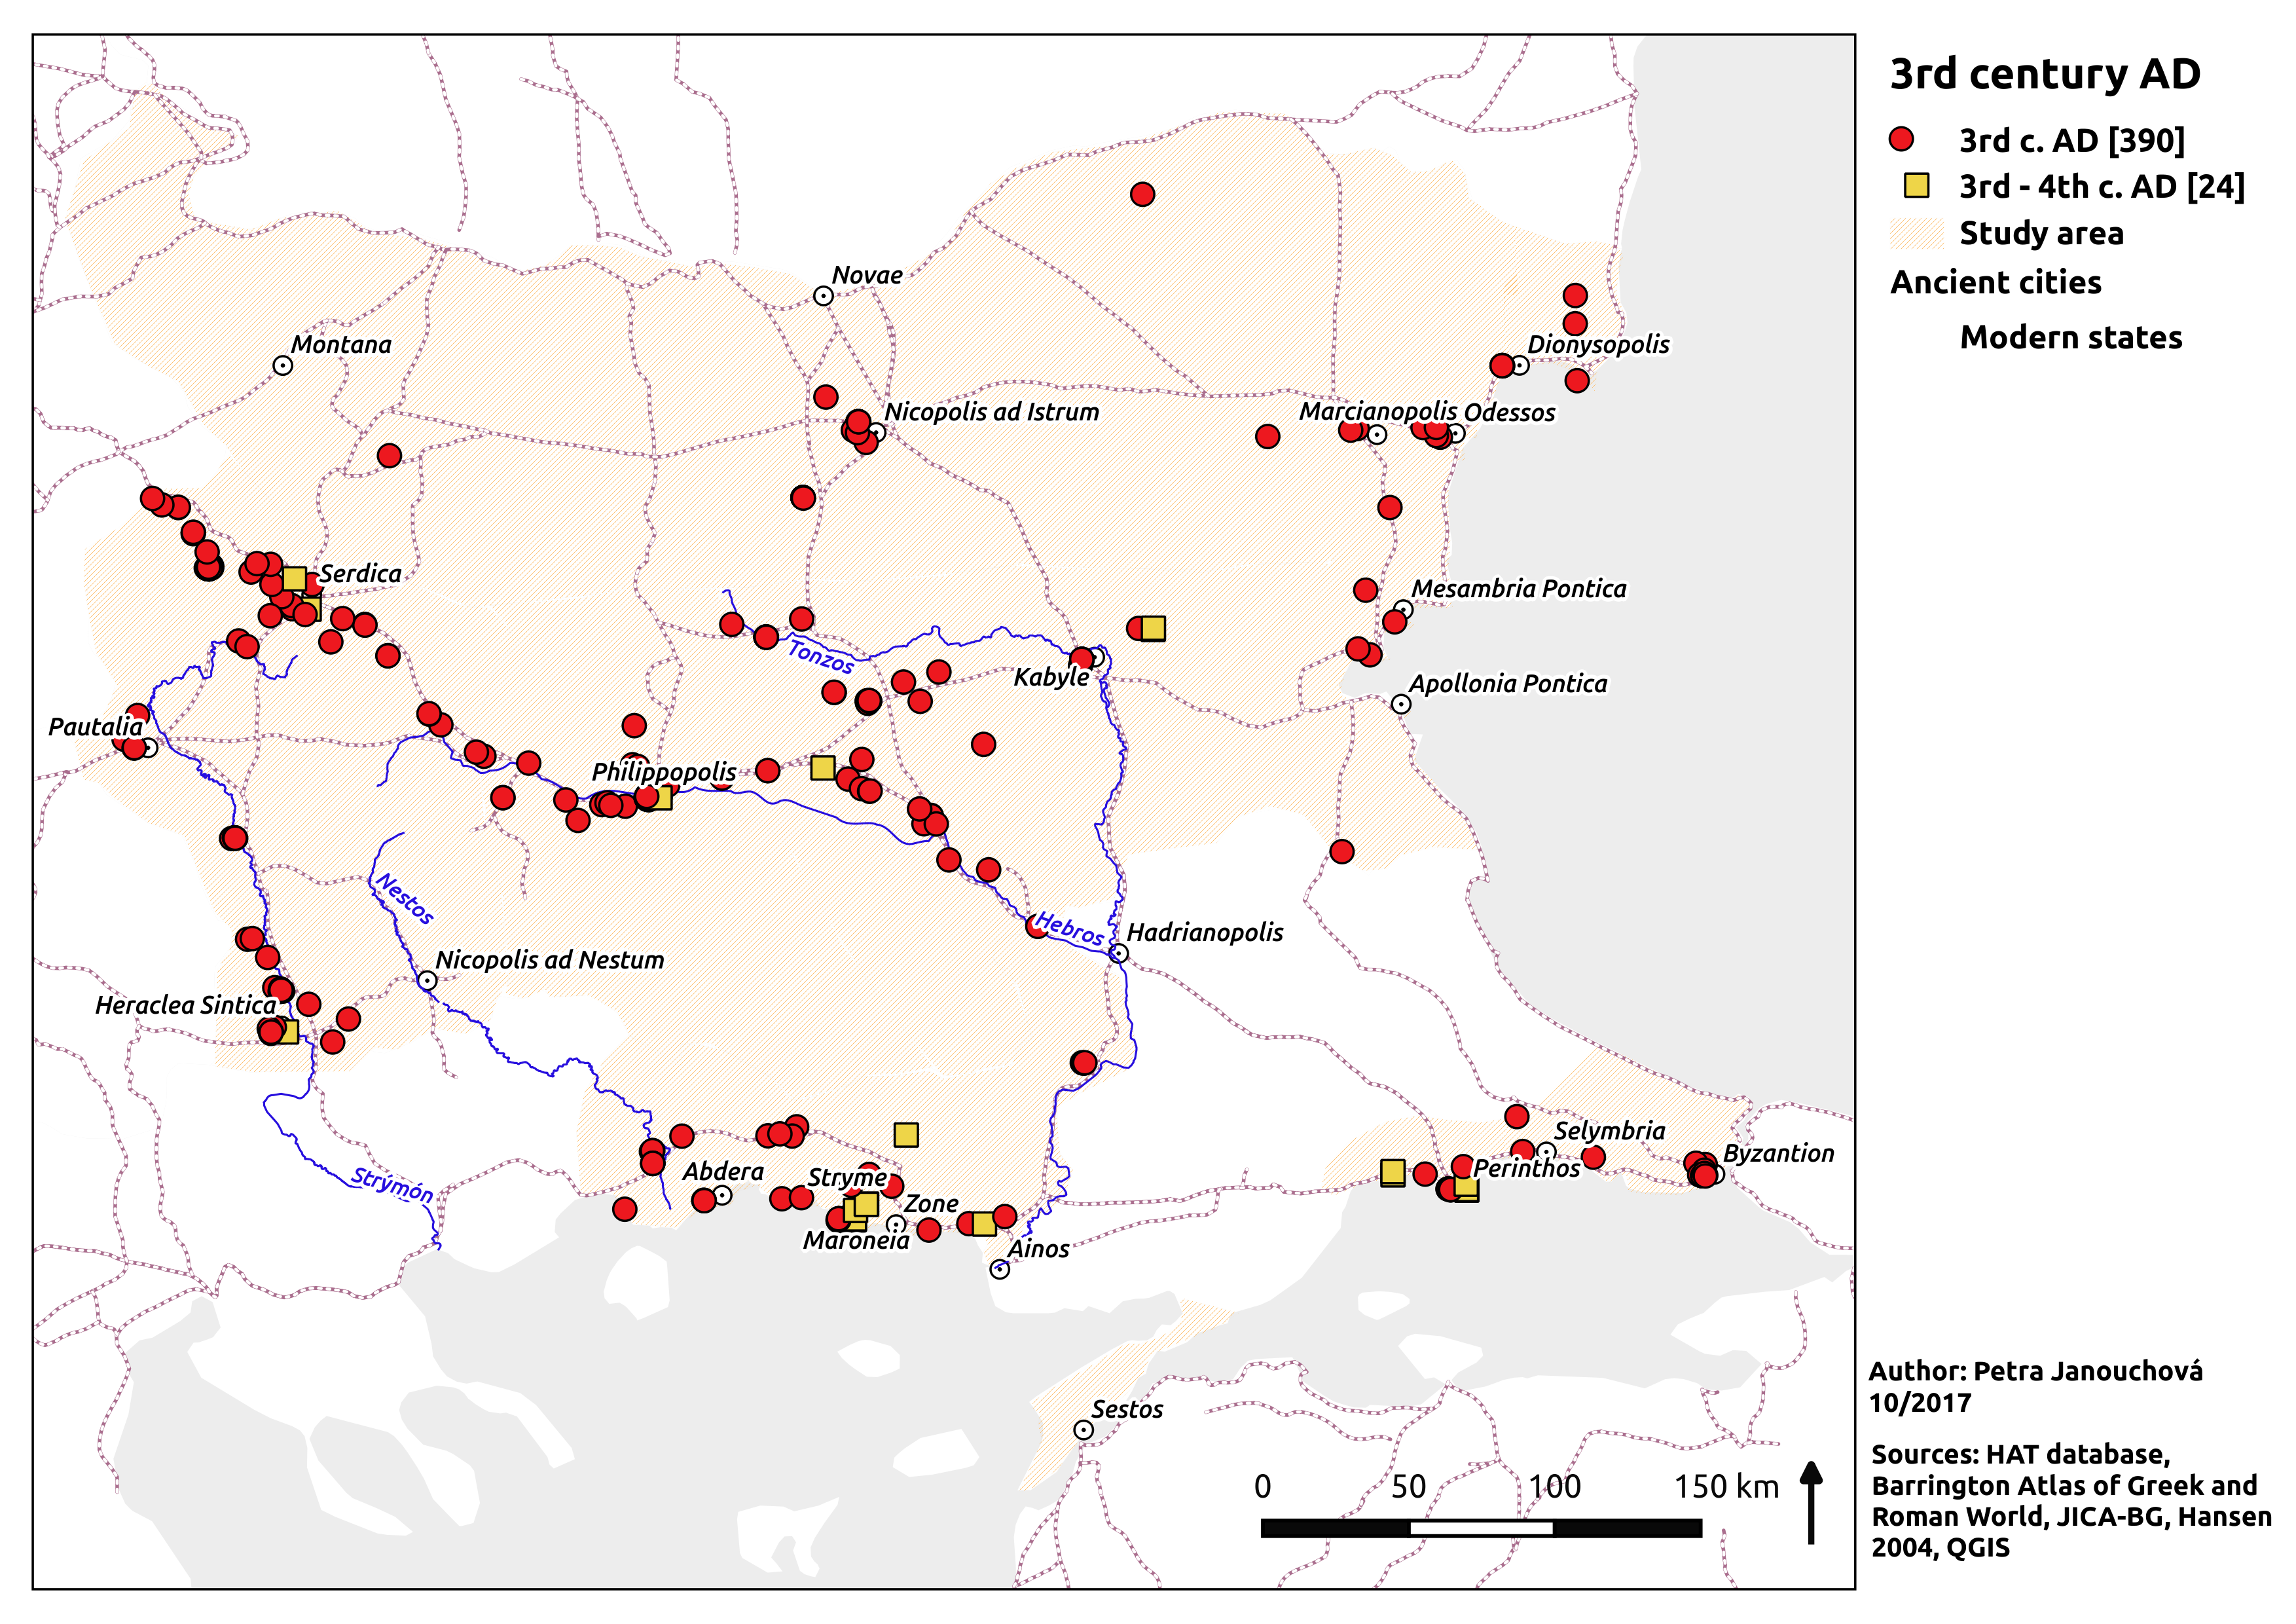 3rd century AD
3rd c. AD [390]
3rd - 4th c. AD [24]
Study area
Ancient cities
Modern states
Novae
Montana
Dionysopolis
Nicopolis ad Istrum
Marcianopolis
Odessos
Serdica
Mesambria Pontica
Tonzos
Kabyle
Apollonia Pontica
Pautalia
Philippopolis
Nestos
Hebros
Hadrianopolis
Nicopolis ad Nestum
Heraclea Sintica
Strýmón
Abdera
Stryme
Zone
Maroneia
Ainos
Selymbria
Perinthos
Byzantion
Sestos
0 50 100 150 km
Author: Petra Janouchová
10/2017
Sources: HAT database,
Barrington Atlas of Greek and
Roman World, JICA-BG, Hansen
2004, QGIS